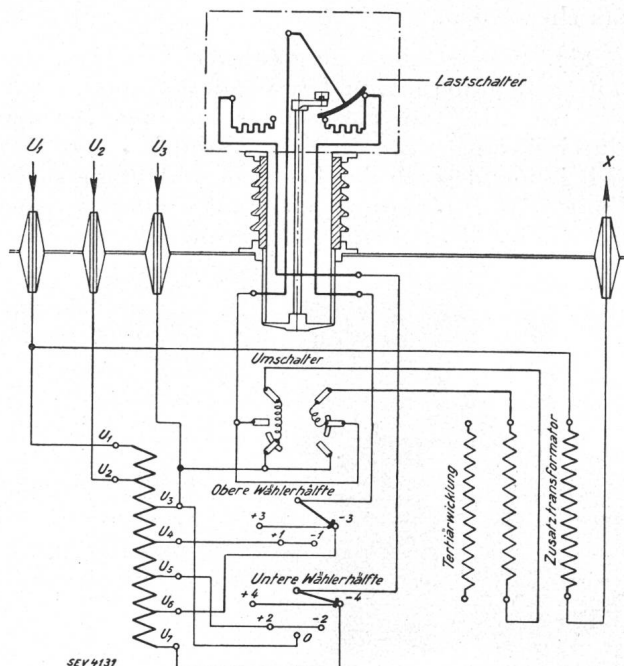 Lastschalter
U1 U2 U3 X
Umschalter
U1
U2
U3
U4
U5
U6
U7
Obere Wählerhälfte
+3 -3
+1 -1
Untere Wählerhälfte
+4 -4
+2 -2
0
Tertiärwicklung
Zusatztransformator
SEV 4131